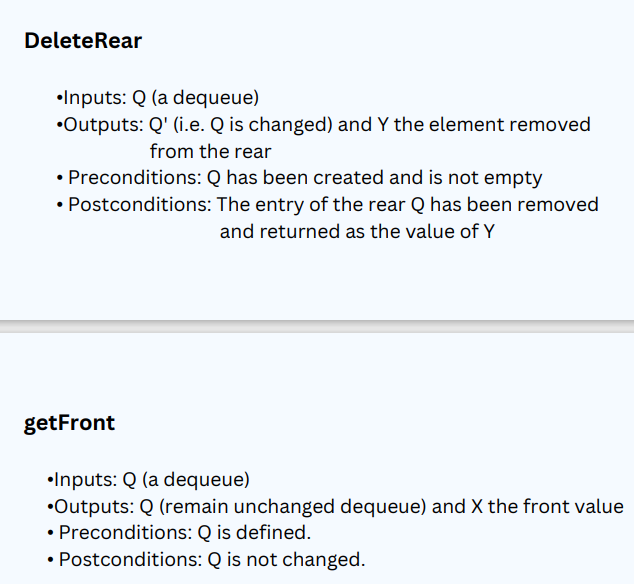 DeleteRear
•Inputs: Q (a dequeue)
•Outputs: Q' (i.e. Q is changed) and Y the element removed
from the rear
• Preconditions: Q has been created and is not empty
• Postconditions: The entry of the rear Q has been removed
and returned as the value of Y
getFront
•Inputs: Q (a dequeue)
•Outputs: Q (remain unchanged dequeue) and X the front value
• Preconditions: Q is defined.
• Postconditions: Q is not changed.